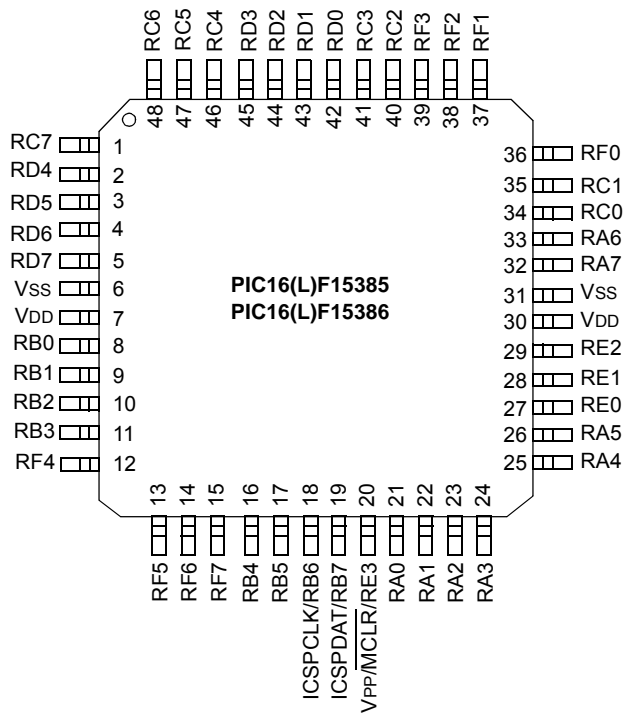 RC6 RC5 RC4 RD3 RD2 RD1 RD0 RC3 RC2 RF3 RF2 RF1
48 47 46 45 44 43 42 41 40 39 38 37
RC7 1
RD4 2
RD5 3
RD6 4
RD7 5
VSS 6
VDD 7
RB0 8
RB1 9
RB2 10
RB3 11
RF4 12
PIC16(L)F15385
PIC16(L)F15386
36 RF0
35 RC1
34 RC0
33 RA6
32 RA7
31 VSS
30 VDD
29 RE2
28 RE1
27 RE0
26 RA5
25 RA4
13 14 15 16 17 18 19 20 21 22 23 24
RF5 RF6 RF7 RB4 RB5 ICSPCLK/RB6 ICSPDAT/RB7 VPP/MCLR/RE3 RA0 RA1 RA2 RA3